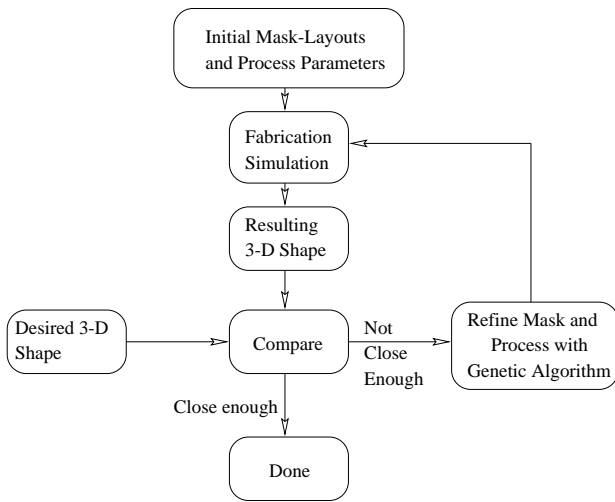 Initial Mask-Layouts
and Process Parameters
Fabrication
Simulation
Resulting
3-D Shape
Desired 3-D
Shape
Compare
Not
Close
Enough
Refine Mask and
Process with
Genetic Algorithm
Close enough
Done